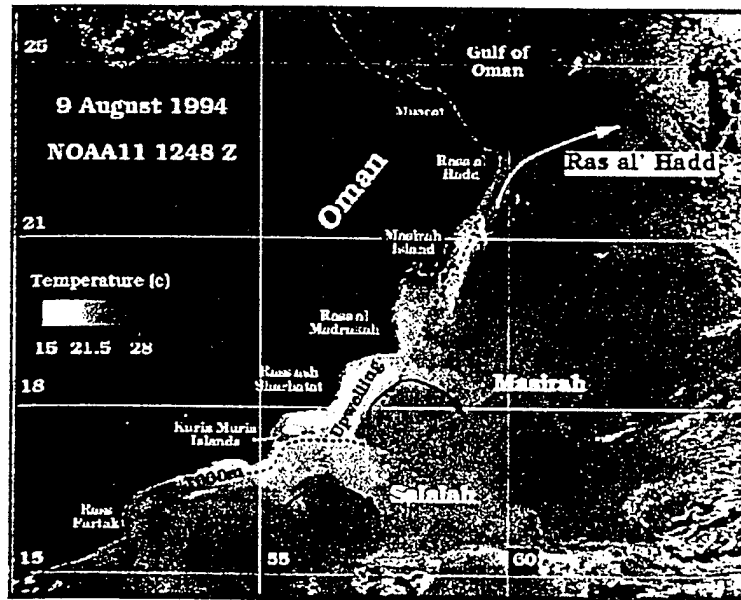 25
Gulf of
Oman
9 August 1994
NOAA11 1248 Z
Muscat
Ras al
Hadd
Ras al' Hadd
Oman
21
Masirah
Island
Temperature (c)
15 21.5 28
Ras al
Madrakah
Ras ash
Sharbatat
18
Upwelling
Masirah
Kuria Muria
Islands
1000m
Salalah
Ras
Fartak
15
55
60